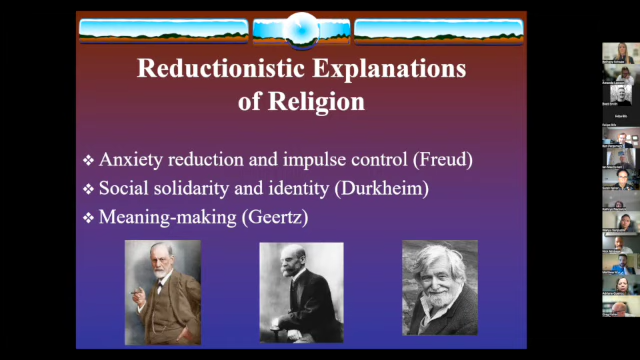 Reductionistic Explanations
of Religion
❖ Anxiety reduction and impulse control (Freud)
❖ Social solidarity and identity (Durkheim)
❖ Meaning-making (Geertz)